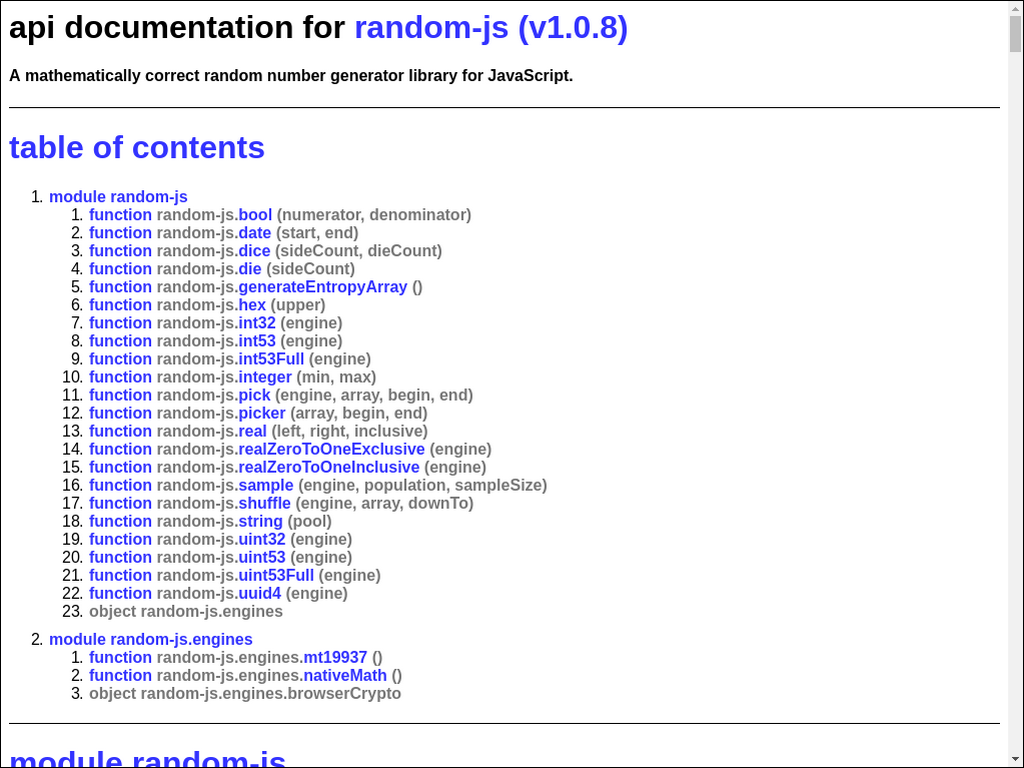 api documentation for random-js (v1.0.8)
A mathematically correct random number generator library for JavaScript.
table of contents
1. module random-js
1. function random-js.bool (numerator, denominator)
2. function random-js.date (start, end)
3. function random-js.dice (sideCount, dieCount)
4. function random-js.die (sideCount)
5. function random-js.generateEntropyArray ()
6. function random-js.hex (upper)
7. function random-js.int32 (engine)
8. function random-js.int53 (engine)
9. function random-js.int53Full (engine)
10. function random-js.integer (min, max)
11. function random-js.pick (engine, array, begin, end)
12. function random-js.picker (array, begin, end)
13. function random-js.real (left, right, inclusive)
14. function random-js.realZeroToOneExclusive (engine)
15. function random-js.realZeroToOneInclusive (engine)
16. function random-js.sample (engine, population, sampleSize)
17. function random-js.shuffle (engine, array, downTo)
18. function random-js.string (pool)
19. function random-js.uint32 (engine)
20. function random-js.uint53 (engine)
21. function random-js.uint53Full (engine)
22. function random-js.uuid4 (engine)
23. object random-js.engines
2. module random-js.engines
1. function random-js.engines.mt19937 ()
2. function random-js.engines.nativeMath ()
3. object random-js.engines.browserCrypto
module random-js